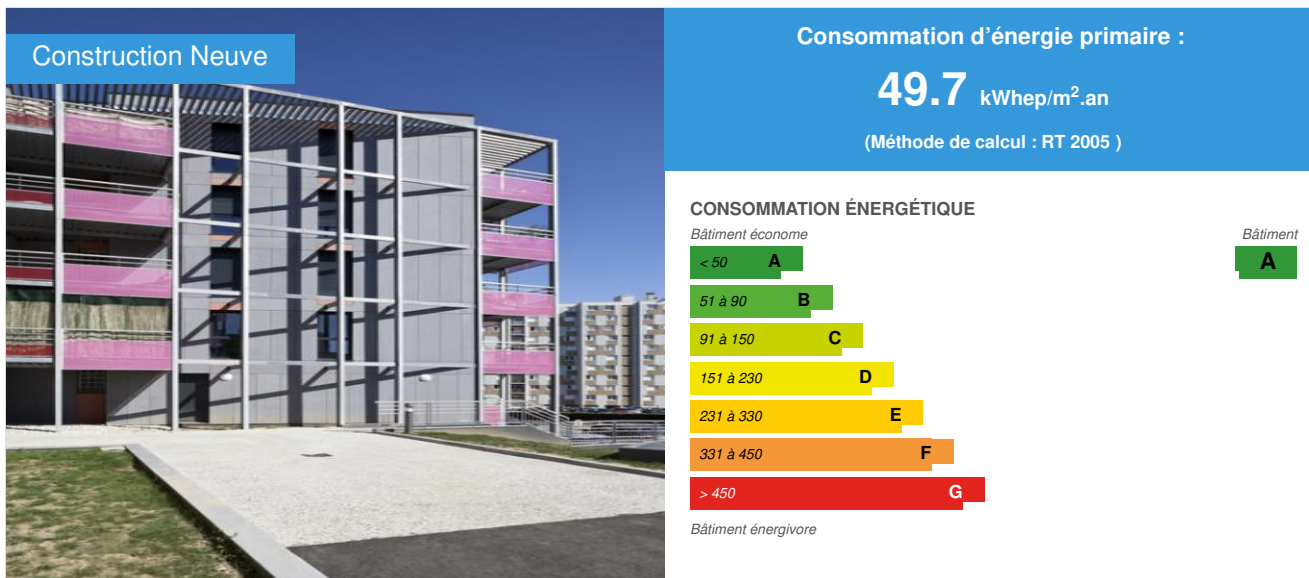 Construction Neuve
Consommation d'énergie primaire :
49.7 kWhep/m².an
(Méthode de calcul : RT 2005 )
CONSOMMATION ÉNERGÉTIQUE
Bâtiment économe
Bâtiment
< 50 A
A
51 à 90 B
91 à 150 C
151 à 230 D
231 à 330 E
331 à 450 F
> 450 G
Bâtiment énergivore